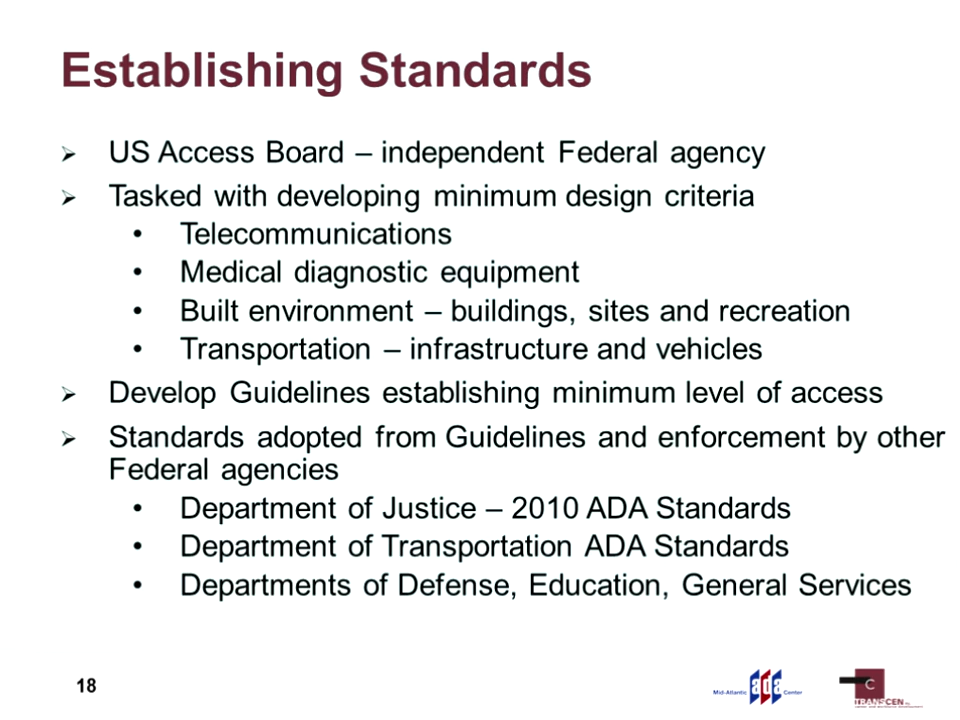 Establishing Standards
➢ US Access Board – independent Federal agency
➢ Tasked with developing minimum design criteria
• Telecommunications
• Medical diagnostic equipment
• Built environment – buildings, sites and recreation
• Transportation – infrastructure and vehicles
➢ Develop Guidelines establishing minimum level of access
➢ Standards adopted from Guidelines and enforcement by other
Federal agencies
• Department of Justice – 2010 ADA Standards
• Department of Transportation ADA Standards
• Departments of Defense, Education, General Services
18
Mid-Atlantic ada Center
C
TRANSCEN